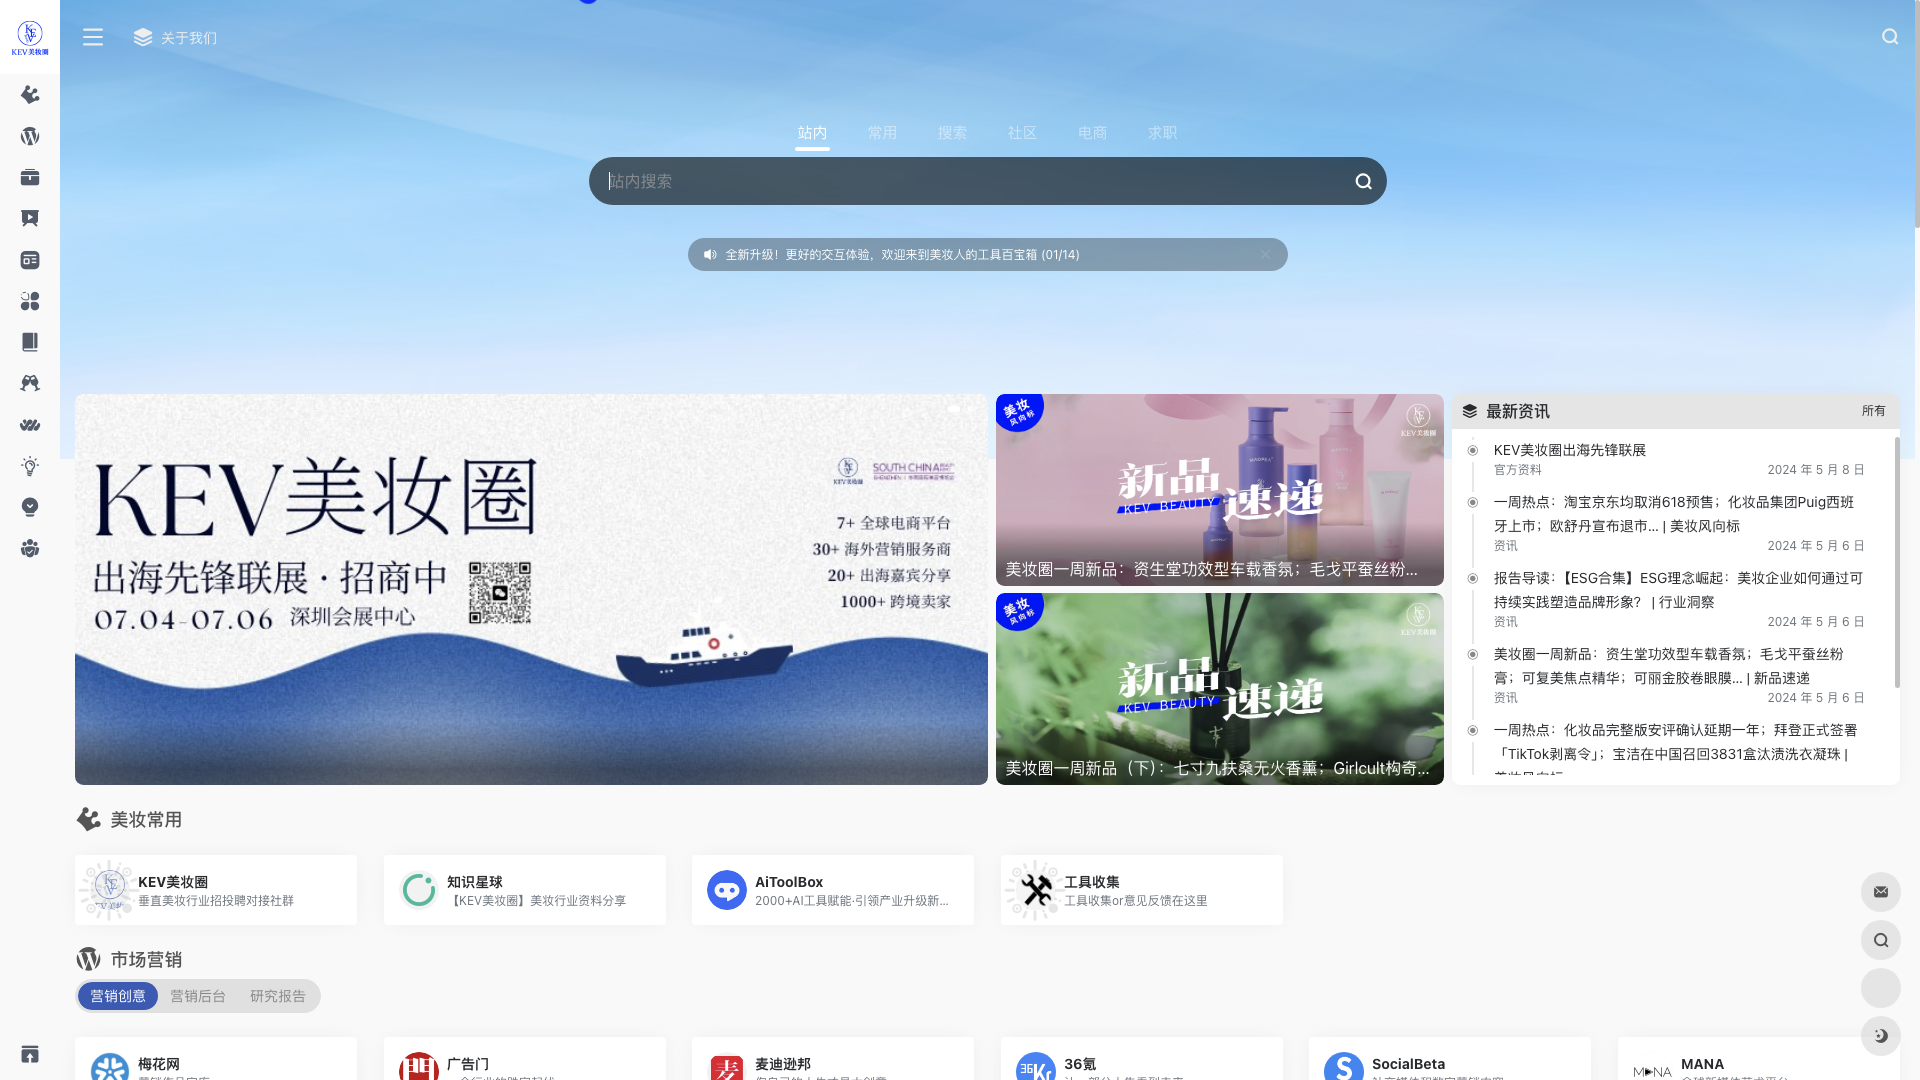 KEV美妆圈
关于我们
站内
常用
搜索
社区
电商
求职
站内搜索
全新升级！更好的交互体验，欢迎来到美妆人的工具百宝箱 (01/14)
KEV美妆圈
出海先锋联展·招商中
07.04-07.06 深圳会展中心
KEV美妆圈
SOUTH CHINA
7+ 全球电商平台
30+ 海外营销服务商
20+ 出海嘉宾分享
1000+ 跨境卖家
美妆
风向标
KEV美妆圈
新品
速递
KEV BEAUTY
美妆圈一周新品：资生堂功效型车载香氛；毛戈平蚕丝粉...
美妆
风向标
KEV美妆圈
新品
速递
KEV BEAUTY
美妆圈一周新品（下）：七寸九扶桑无火香薰；Girlcult构奇...
最新资讯
所有
KEV美妆圈出海先锋联展
官方资料
2024 年 5 月 8 日
一周热点：淘宝京东均取消618预售；化妆品集团Puig西班
牙上市；欧舒丹宣布退市... | 美妆风向标
资讯
2024 年 5 月 6 日
报告导读：【ESG合集】ESG理念崛起：美妆企业如何通过可
持续实践塑造品牌形象？ | 行业洞察
资讯
2024 年 5 月 6 日
美妆圈一周新品：资生堂功效型车载香氛；毛戈平蚕丝粉
膏；可复美焦点精华；可丽金胶卷眼膜... | 新品速递
资讯
2024 年 5 月 6 日
一周热点：化妆品完整版安评确认延期一年；拜登正式签署
「TikTok剥离令」；宝洁在中国召回3831盒汰渍洗衣凝珠 |
美妆常用
KEV美妆圈
垂直美妆行业招投聘对接社群
知识星球
【KEV美妆圈】美妆行业资料分享
AiToolBox
2000+AI工具赋能·引领产业升级新...
工具收集
工具收集or意见反馈在这里
市场营销
营销创意
营销后台
研究报告
梅花网
广告门
麦
麦迪逊邦
36Kr
36氪
S
SocialBeta
MANA
MANA